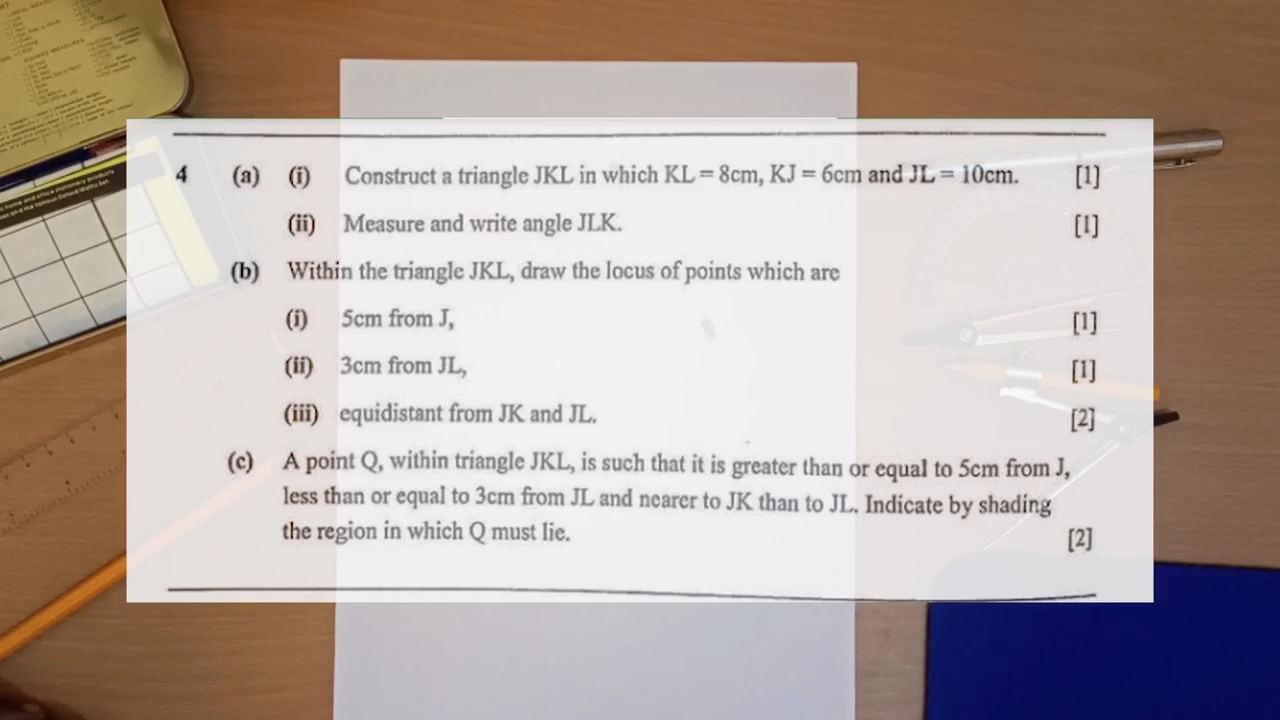 SQUARE MEASURES
4 (a) (i) Construct a triangle JKL in which KL = 8cm, KJ = 6cm and JL = 10cm. [1]
(ii) Measure and write angle JLK. [1]
(b) Within the triangle JKL, draw the locus of points which are
(i) 5cm from J, [1]
(ii) 3cm from JL, [1]
(iii) equidistant from JK and JL. [2]
(c) A point Q, within triangle JKL, is such that it is greater than or equal to 5cm from J,
less than or equal to 3cm from JL and nearer to JK than to JL. Indicate by shading
the region in which Q must lie. [2]